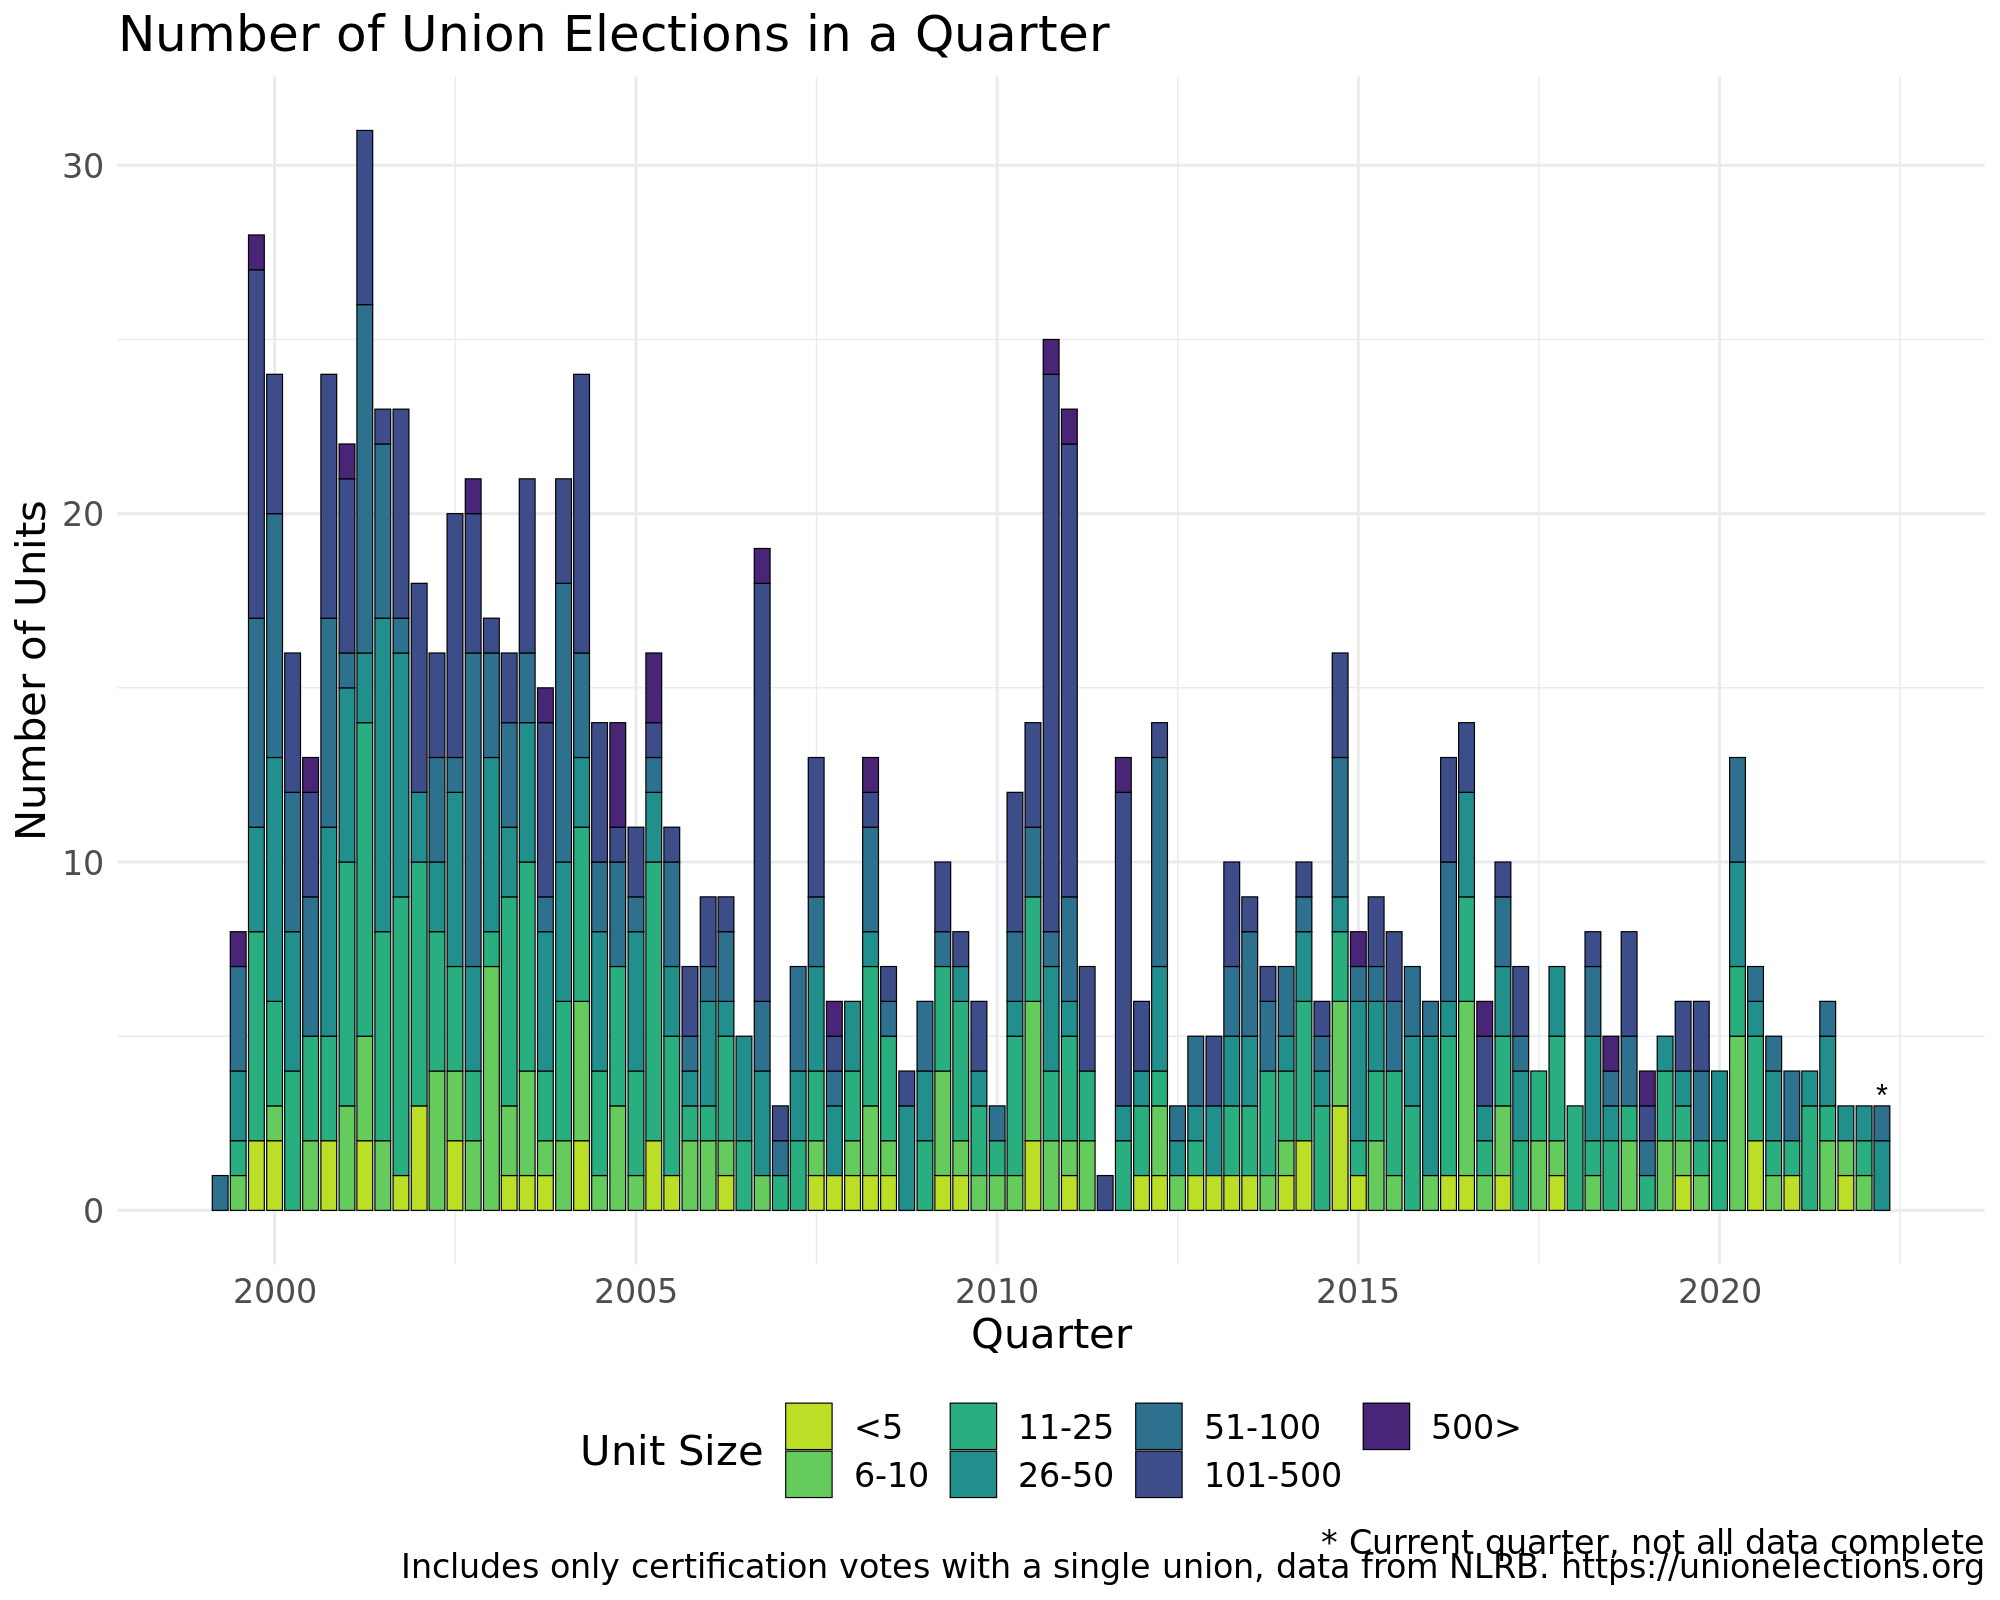 Number of Union Elections in a Quarter
Number of Units
30
20
10
0
*
2000 2005 2010 2015 2020
Quarter
Unit Size
<5 11-25 51-100 500>
6-10 26-50 101-500
* Current quarter, not all data complete
Includes only certification votes with a single union, data from NLRB. https://unionelections.org